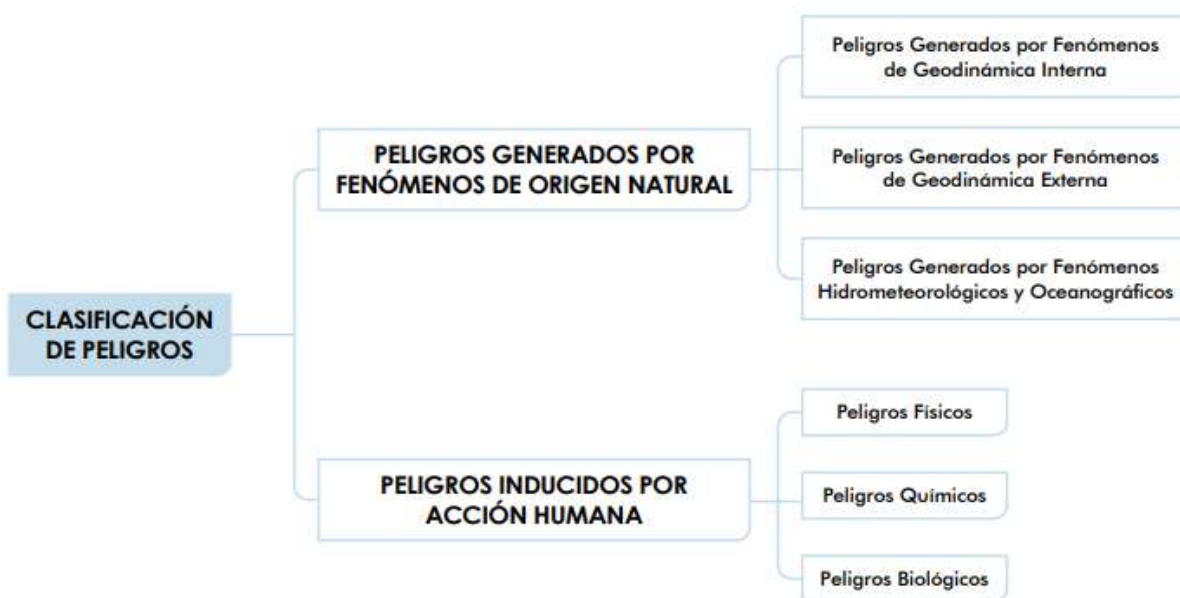 CLASIFICACIÓN
DE PELIGROS
PELIGROS GENERADOS POR
FENÓMENOS DE ORIGEN NATURAL
Peligros Generados por Fenómenos
de Geodinámica Interna
Peligros Generados por Fenómenos
de Geodinámica Externa
Peligros Generados por Fenómenos
Hidrometeorológicos y Oceanográficos
PELIGROS INDUCIDOS POR
ACCIÓN HUMANA
Peligros Físicos
Peligros Químicos
Peligros Biológicos